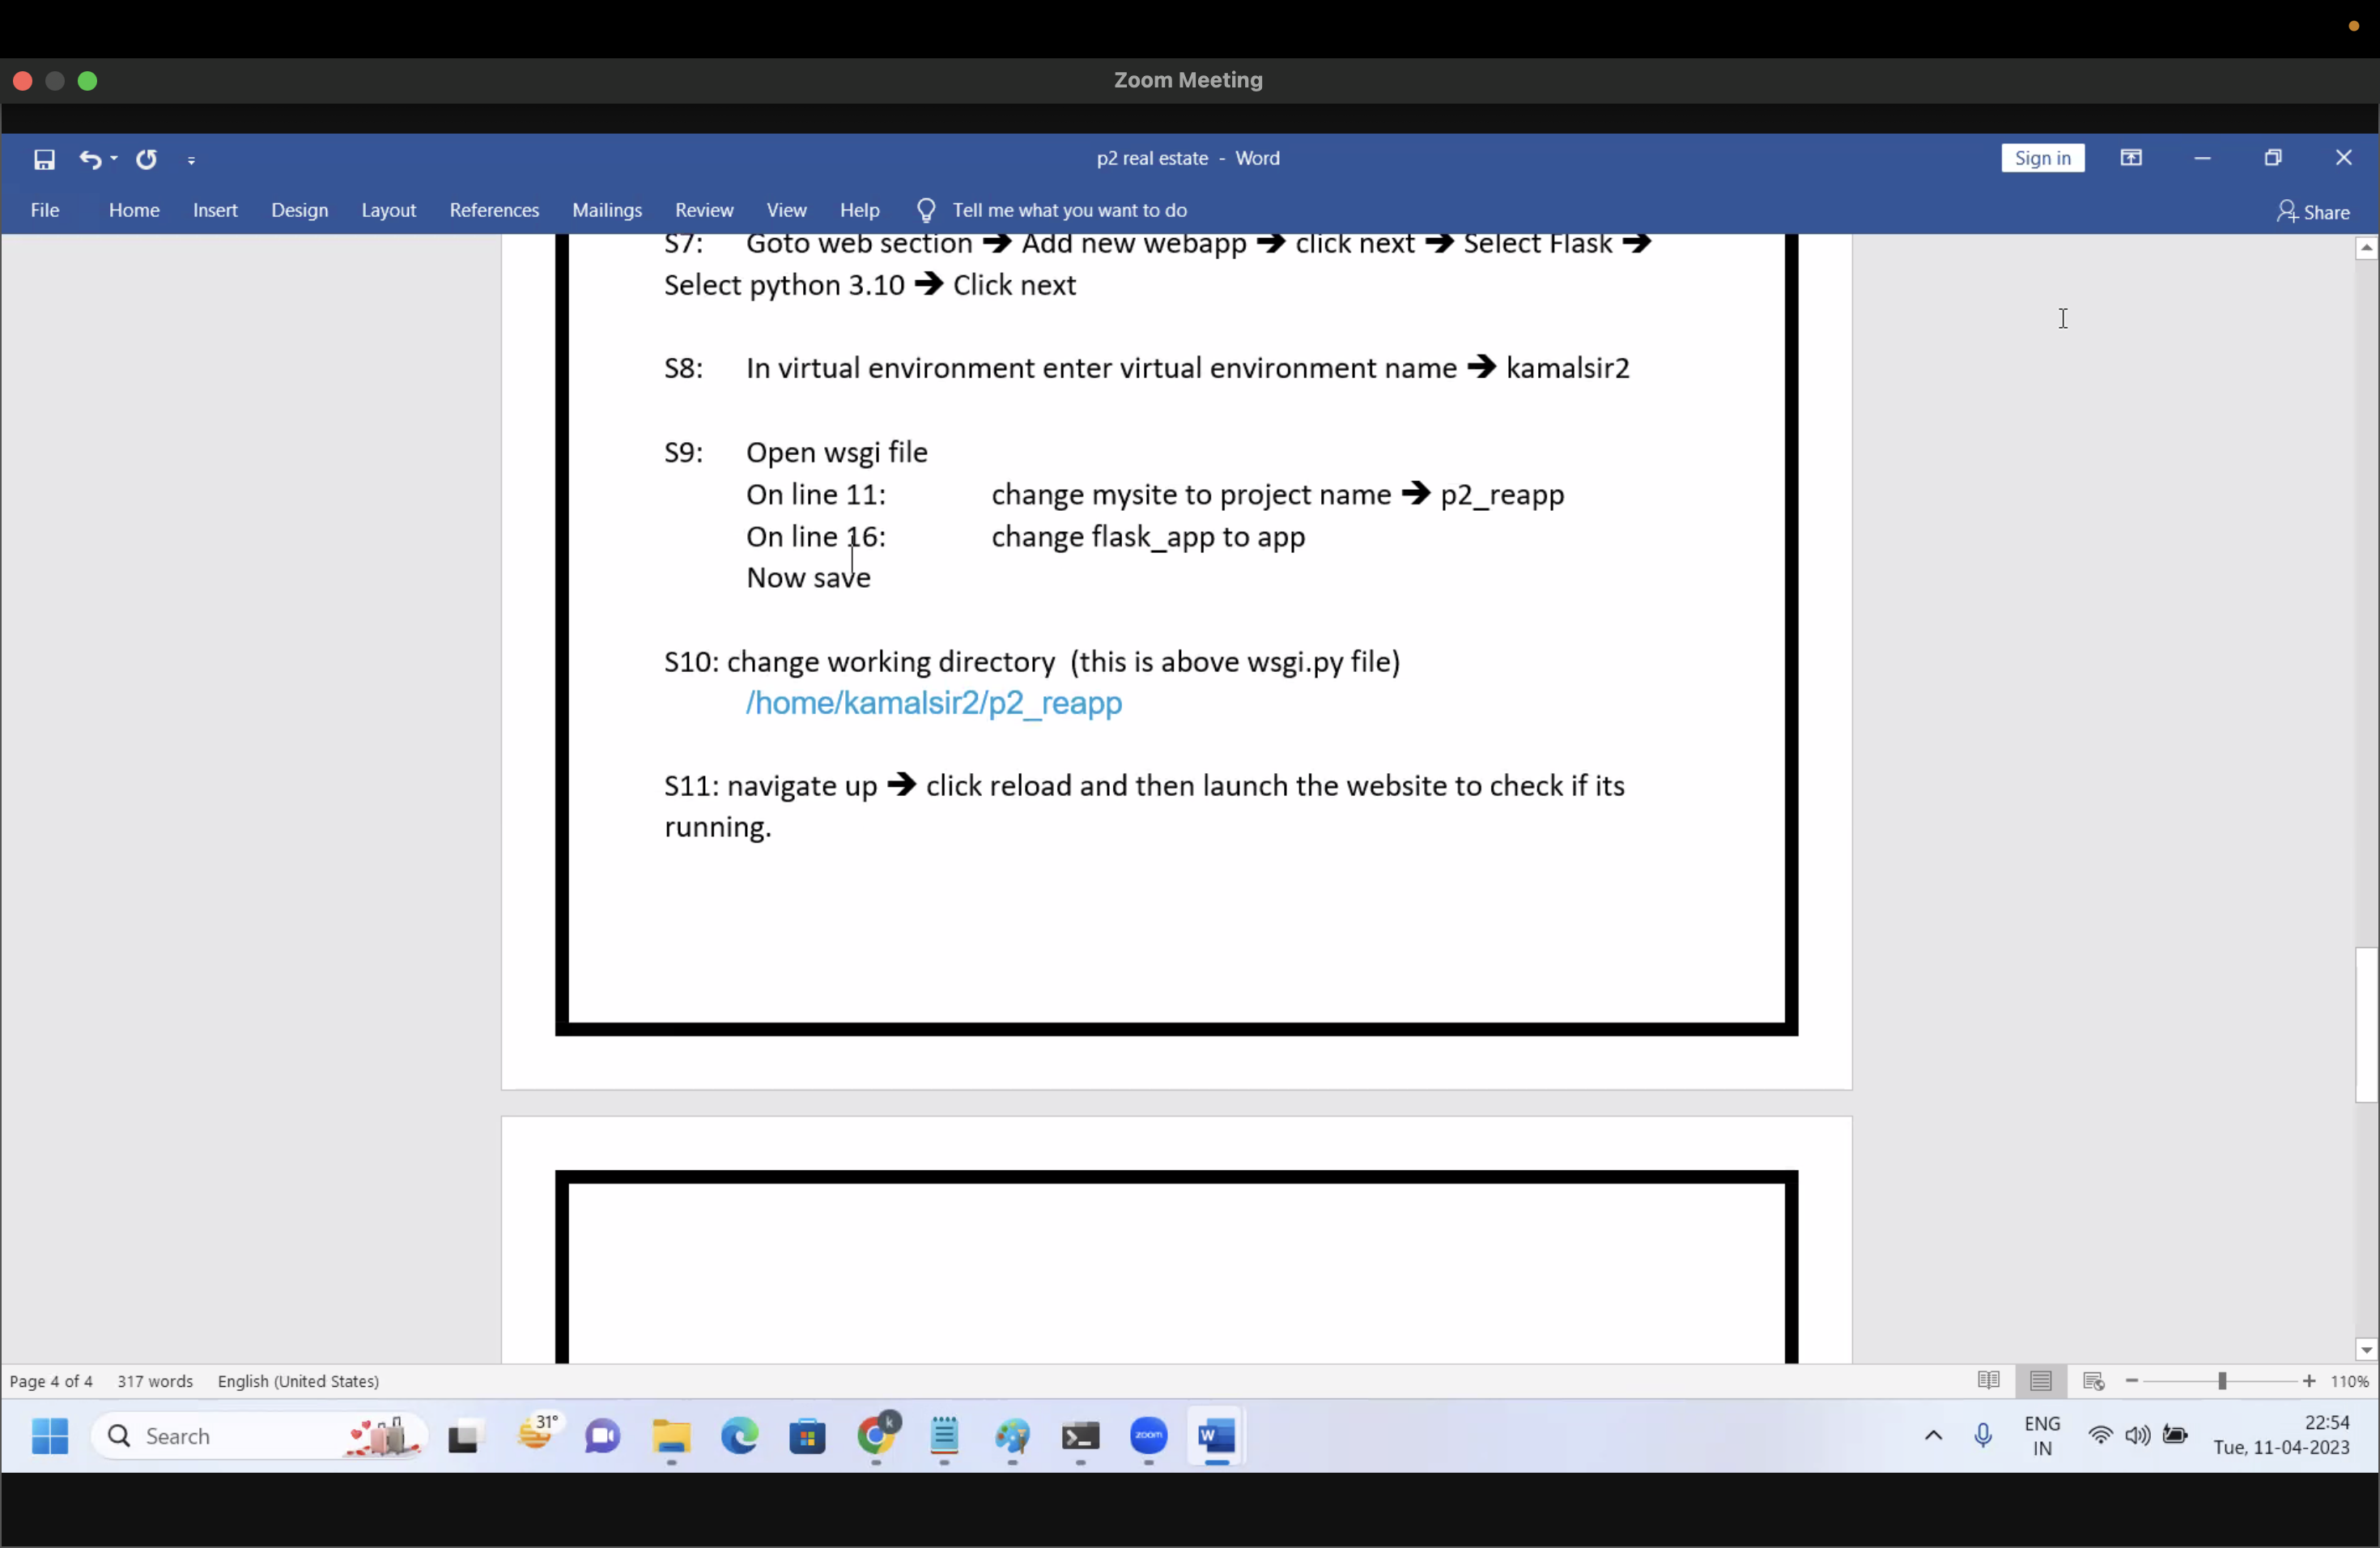 Zoom Meeting
p2 real estate - Word
Sign in
File Home Insert Design Layout References Mailings Review View Help Tell me what you want to do
Share
S7: Goto web section ➔ Add new webapp ➔ click next ➔ Select Flask ➔
Select python 3.10 ➔ Click next
S8: In virtual environment enter virtual environment name ➔ kamalsir2
S9: Open wsgi file
On line 11: change mysite to project name ➔ p2_reapp
On line 16: change flask_app to app
Now save
S10: change working directory (this is above wsgi.py file)
/home/kamalsir2/p2_reapp
S11: navigate up ➔ click reload and then launch the website to check if its
running.
Page 4 of 4 317 words English (United States)
110%
Search
31°
k
zoom
W
ENG
IN
22:54
Tue, 11-04-2023